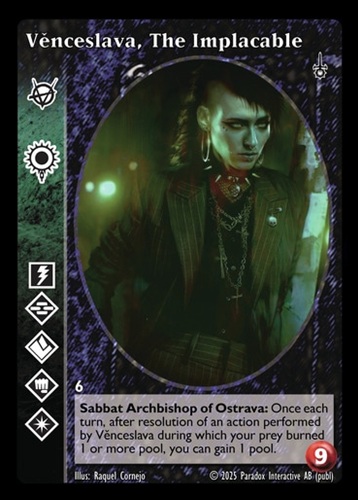 Věnceslava, The Implacable
6
Sabbat Archbishop of Ostrava: Once each
turn, after resolution of an action performed
by Věnceslava during which your prey burned
1 or more pool, you can gain 1 pool.
9
Illus: Raquel Cornejo © 2025 Paradox Interactive AB (publ)